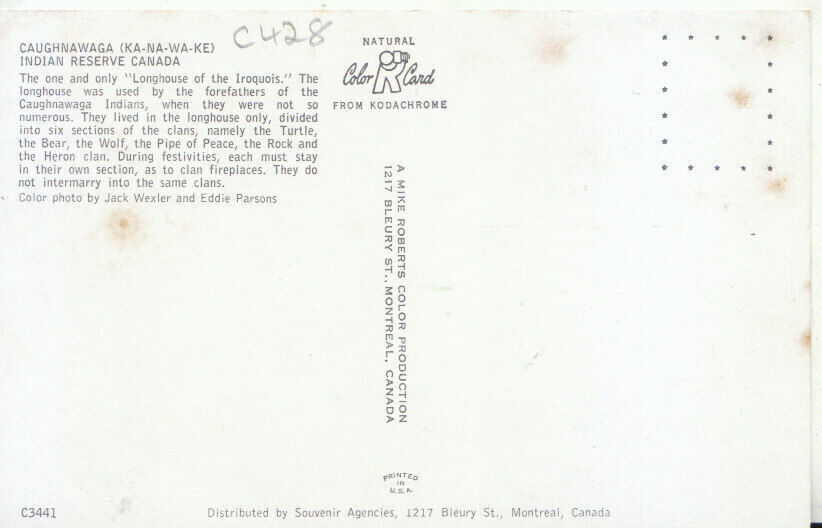 C428
CAUGHNAWAGA (KA-NA-WA-KE)
INDIAN RESERVE CANADA
The one and only "Longhouse of the Iroquois." The
longhouse was used by the forefathers of the
Caughnawaga Indians, when they were not so
numerous. They lived in the longhouse only, divided
into six sections of the clans, namely the Turtle,
the Bear, the Wolf, the Pipe of Peace, the Rock and
the Heron clan. During festivities, each must stay
in their own section, as to clan fireplaces. They do
not intermarry into the same clans.
Color photo by Jack Wexler and Eddie Parsons
NATURAL
Color R Card
FROM KODACHROME
A MIKE ROBERTS COLOR PRODUCTION
1217 BLEURY ST., MONTREAL, CANADA
PRINTED
IN
U.S.A.
C3441
Distributed by Souvenir Agencies, 1217 Bleury St., Montreal, Canada